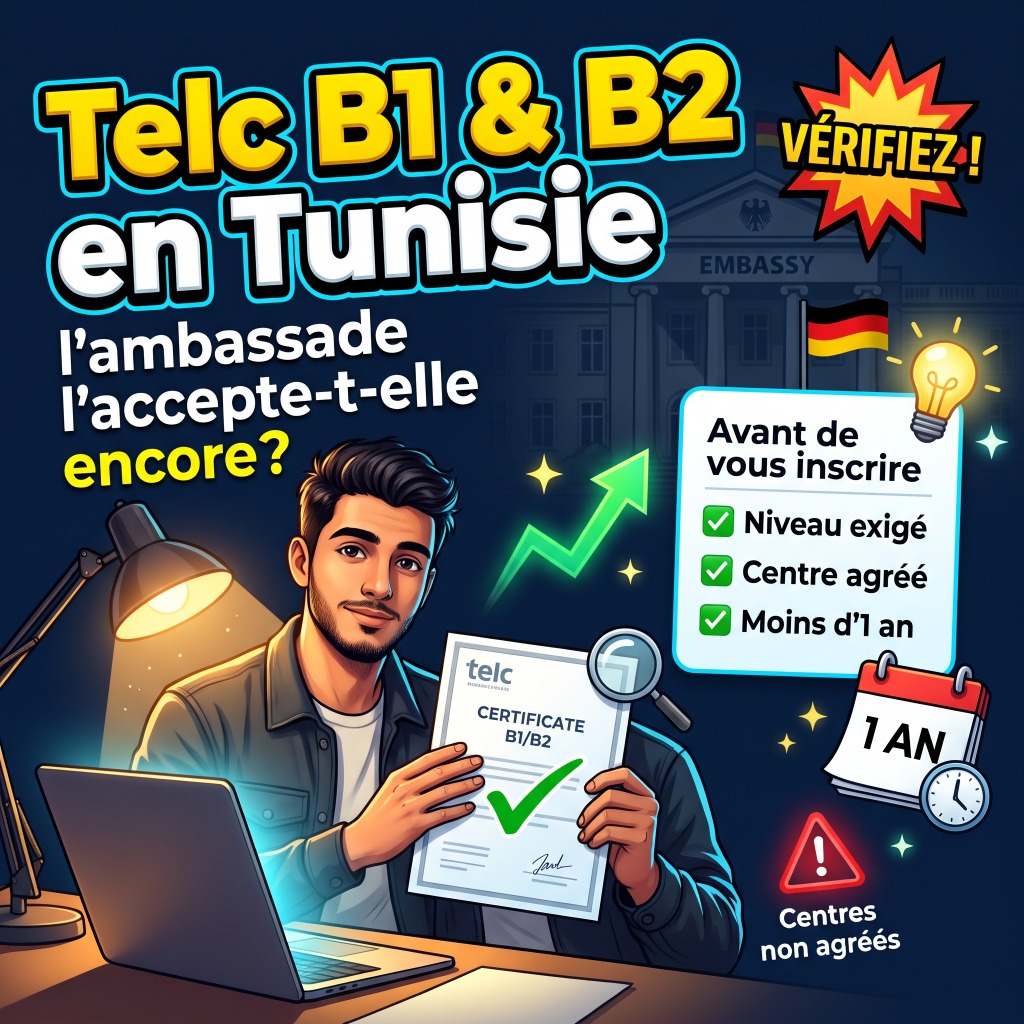 Telc B1 & B2
en Tunisie
l'ambassade
l'accepte-t-elle
encore?
VÉRIFIEZ !
EMBASSY
Avant de
vous inscrire
Niveau exigé
Centre agréé
Moins d'1 an
telc
CERTIFICATE
B1/B2
1 AN
Centres
non agréés